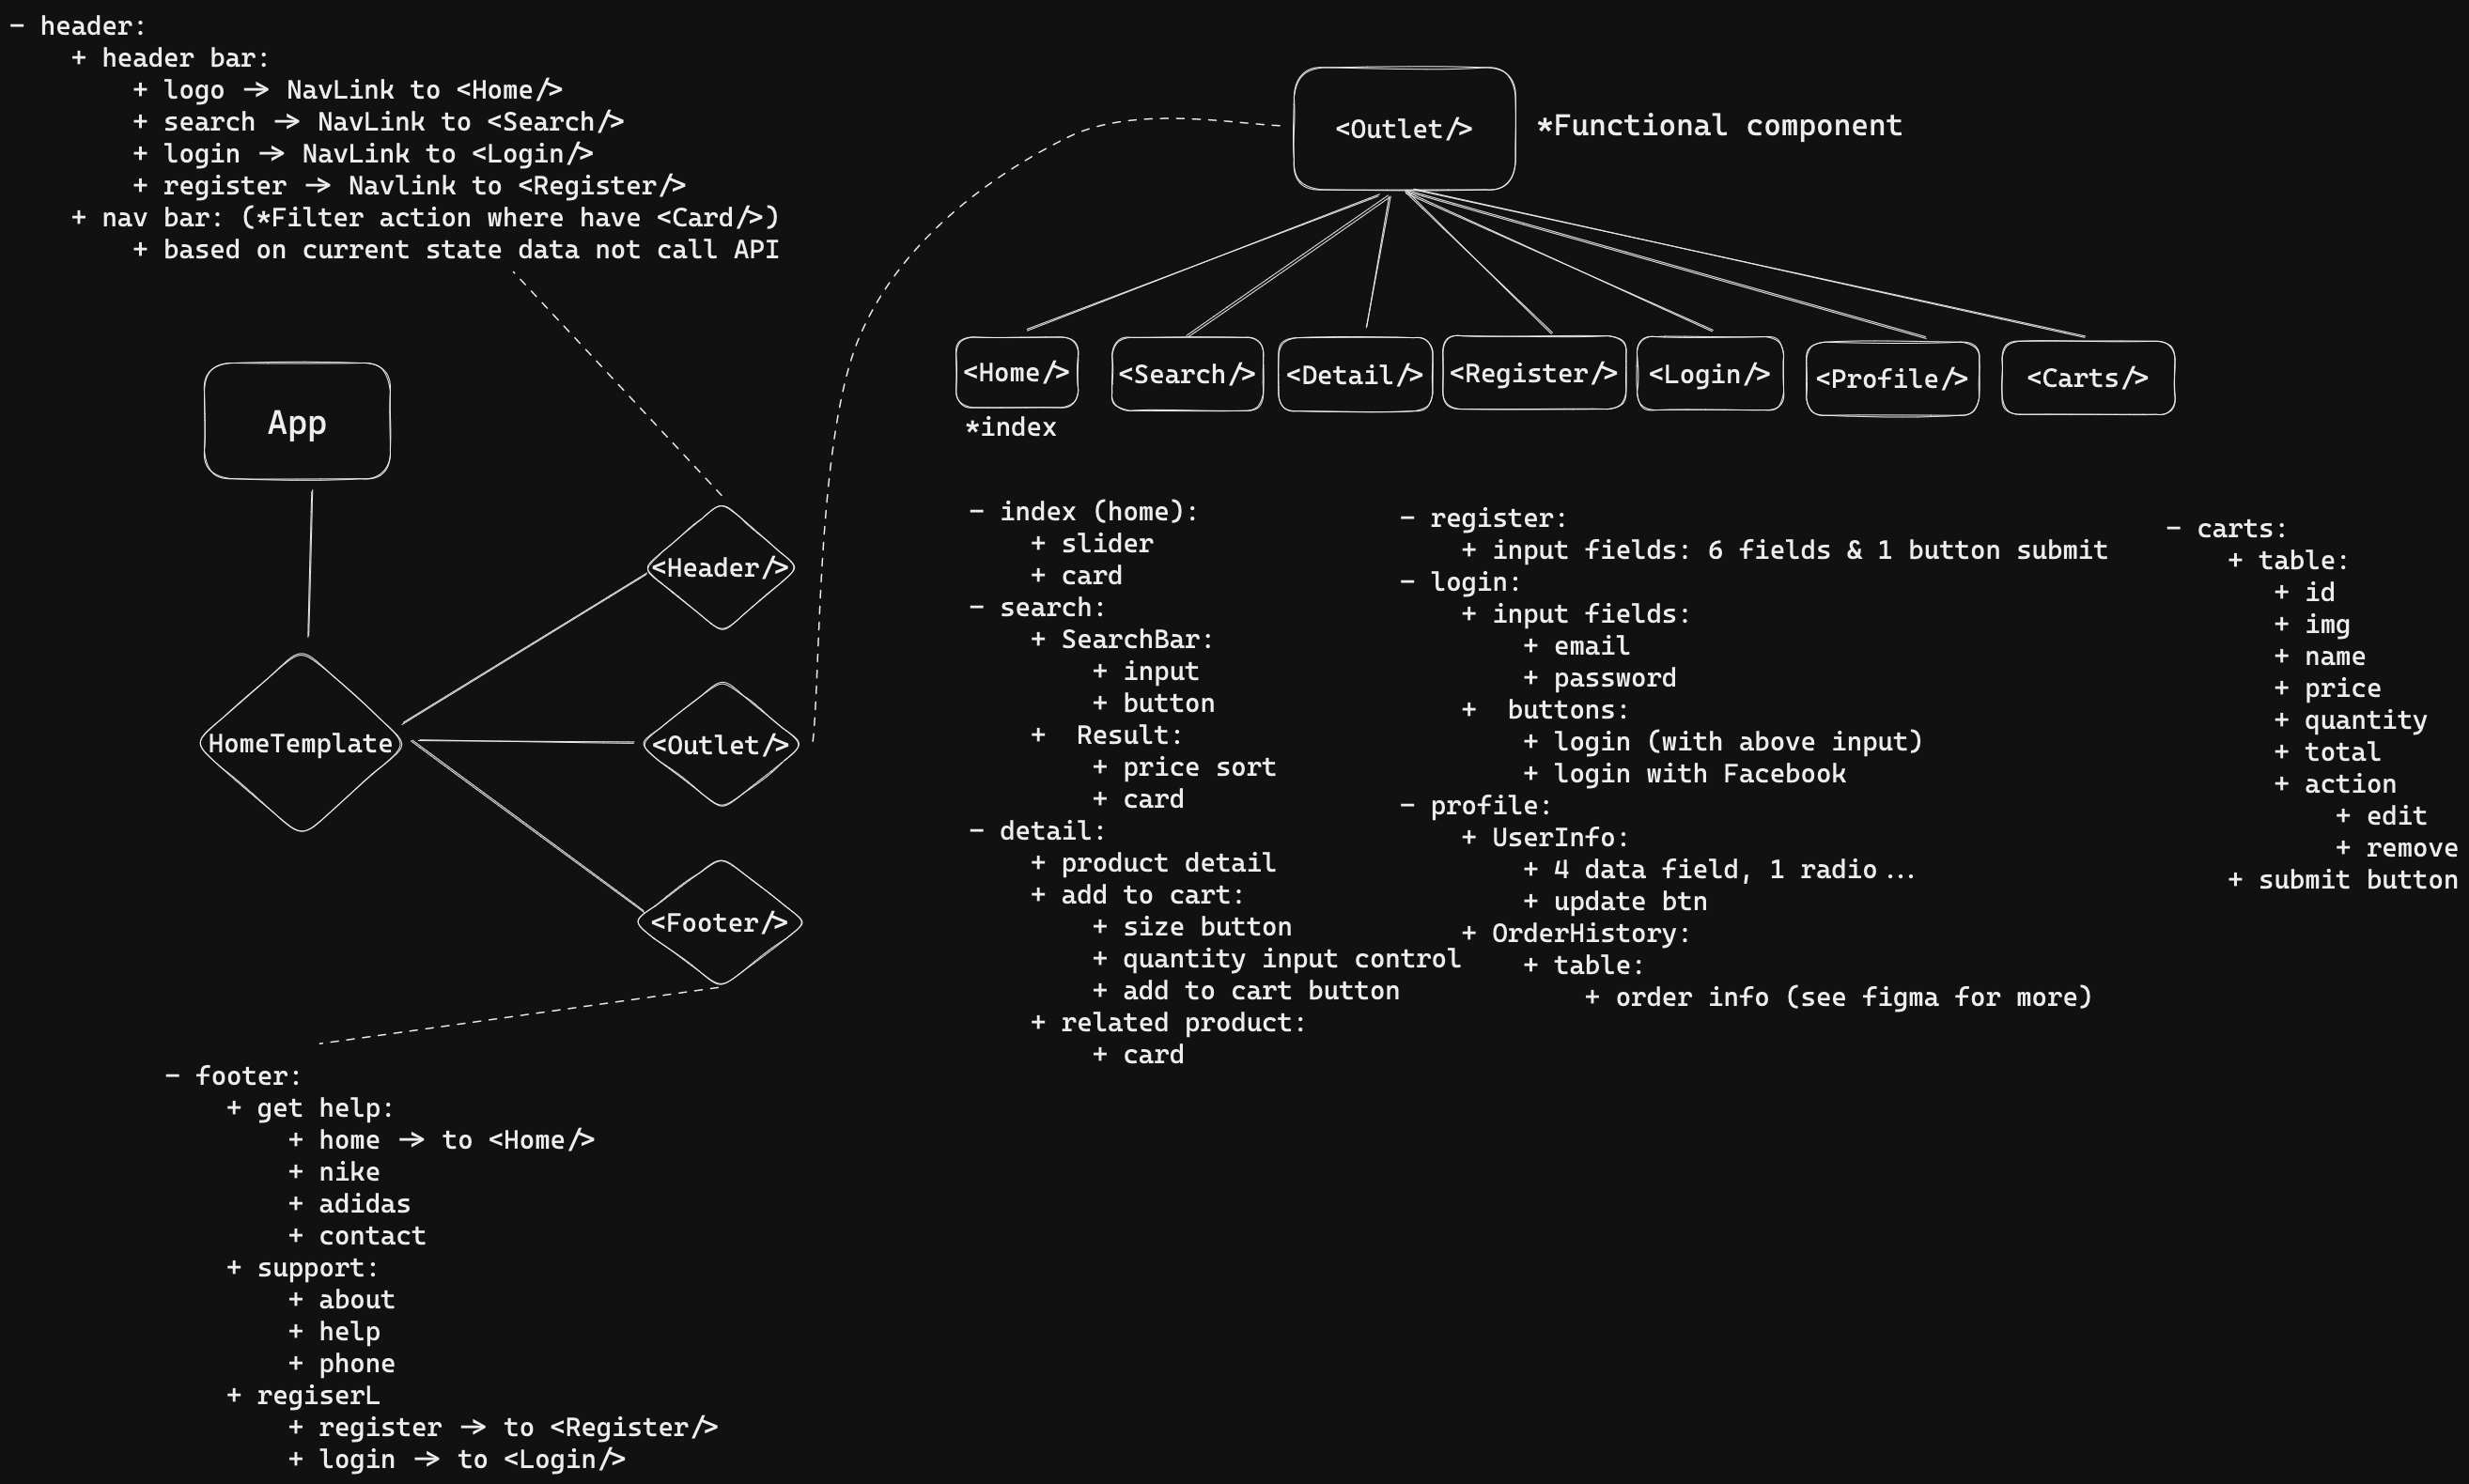 - header:
+ header bar:
+ logo -> NavLink to <Home/>
+ search -> NavLink to <Search/>
+ login -> NavLink to <Login/>
+ register -> Navlink to <Register/>
+ nav bar: (*Filter action where have <Card/>)
+ based on current state data not call API
<Outlet/>
*Functional component
<Home/>
<Search/>
<Detail/>
<Register/>
<Login/>
<Profile/>
<Carts/>
*index
App
HomeTemplate
<Header/>
<Outlet/>
<Footer/>
- index (home):
+ slider
+ card
- search:
+ SearchBar:
+ input
+ button
+ Result:
+ price sort
+ card
- detail:
+ product detail
+ add to cart:
+ size button
+ quantity input control
+ add to cart button
+ related product:
+ card
- register:
+ input fields: 6 fields & 1 button submit
- login:
+ input fields:
+ email
+ password
+ buttons:
+ login (with above input)
+ login with Facebook
- profile:
+ UserInfo:
+ 4 data field, 1 radio...
+ update btn
+ OrderHistory:
+ table:
+ order info (see figma for more)
- carts:
+ table:
+ id
+ img
+ name
+ price
+ quantity
+ total
+ action
+ edit
+ remove
+ submit button
- footer:
+ get help:
+ home -> to <Home/>
+ nike
+ adidas
+ contact
+ support:
+ about
+ help
+ phone
+ regiserL
+ register -> to <Register/>
+ login -> to <Login/>